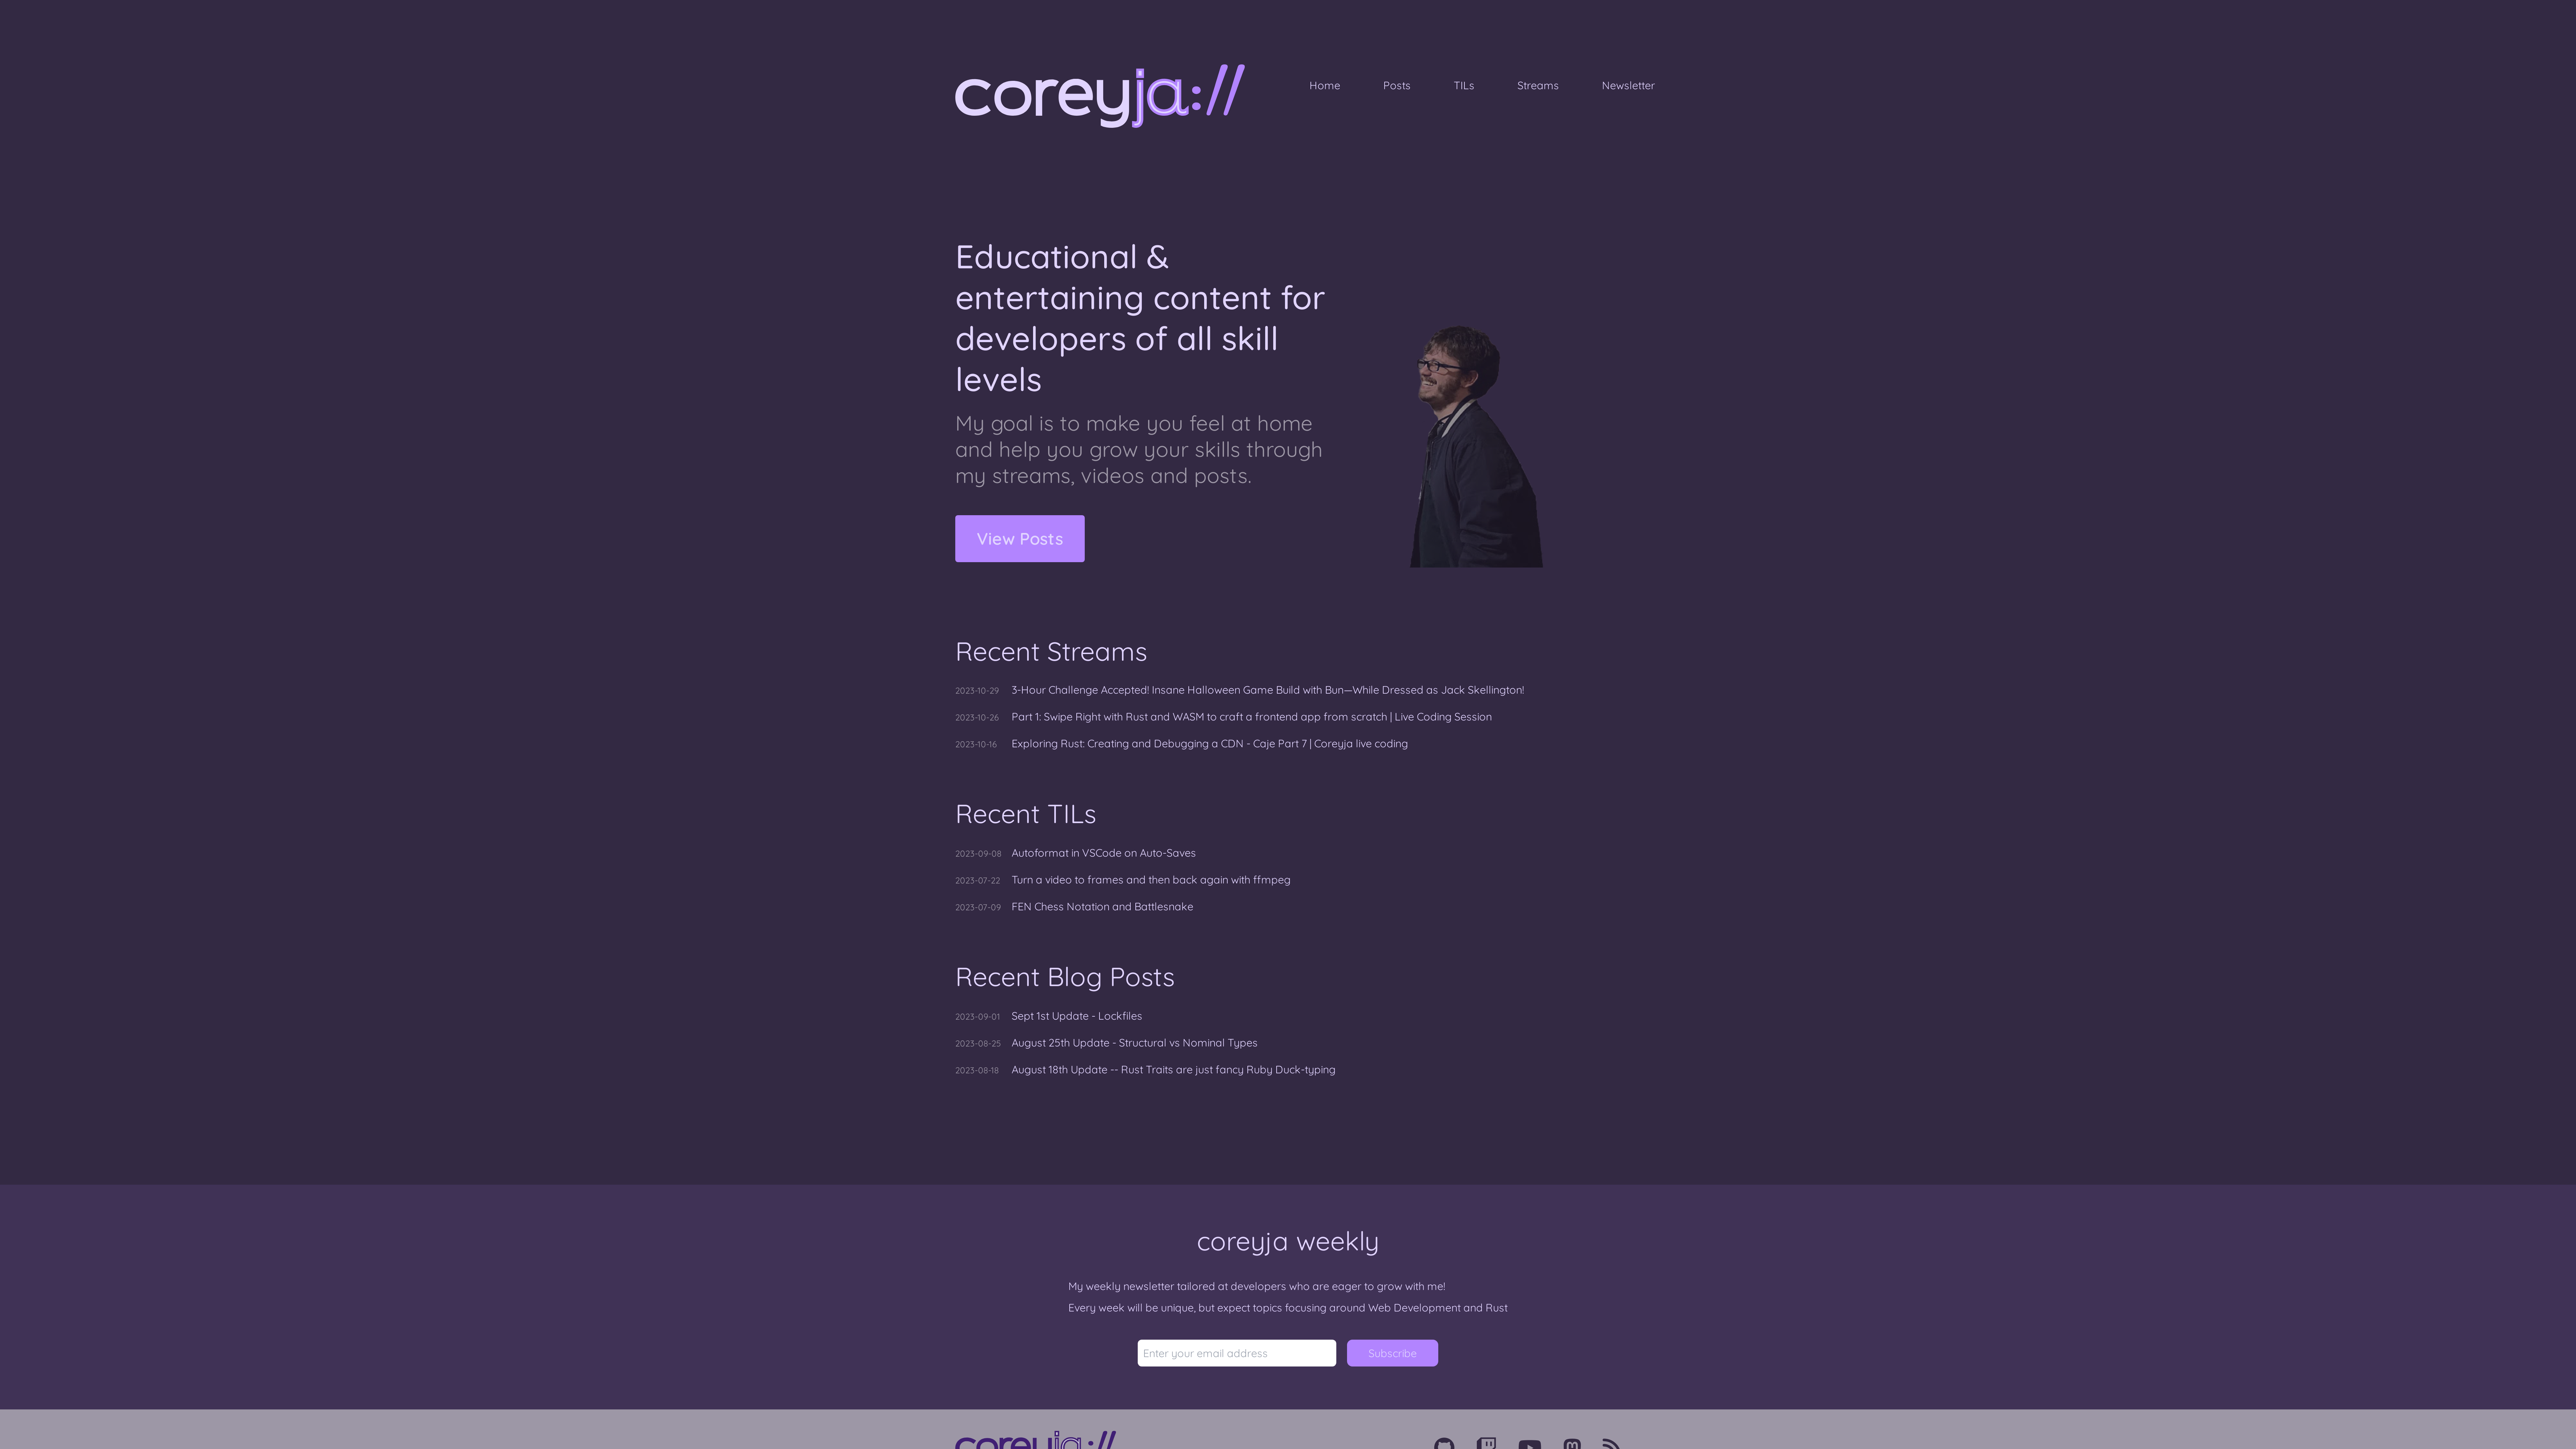 coreyja://
Home
Posts
TILs
Streams
Newsletter
Educational &
entertaining content for
developers of all skill
levels
My goal is to make you feel at home
and help you grow your skills through
my streams, videos and posts.
View Posts
Recent Streams
2023-10-29 3-Hour Challenge Accepted! Insane Halloween Game Build with Bun—While Dressed as Jack Skellington!
2023-10-26 Part 1: Swipe Right with Rust and WASM to craft a frontend app from scratch | Live Coding Session
2023-10-16 Exploring Rust: Creating and Debugging a CDN - Caje Part 7 | Coreyja live coding
Recent TILs
2023-09-08 Autoformat in VSCode on Auto-Saves
2023-07-22 Turn a video to frames and then back again with ffmpeg
2023-07-09 FEN Chess Notation and Battlesnake
Recent Blog Posts
2023-09-01 Sept 1st Update - Lockfiles
2023-08-25 August 25th Update - Structural vs Nominal Types
2023-08-18 August 18th Update -- Rust Traits are just fancy Ruby Duck-typing
coreyja weekly
My weekly newsletter tailored at developers who are eager to grow with me!
Every week will be unique, but expect topics focusing around Web Development and Rust
Enter your email address
Subscribe
coreyja://